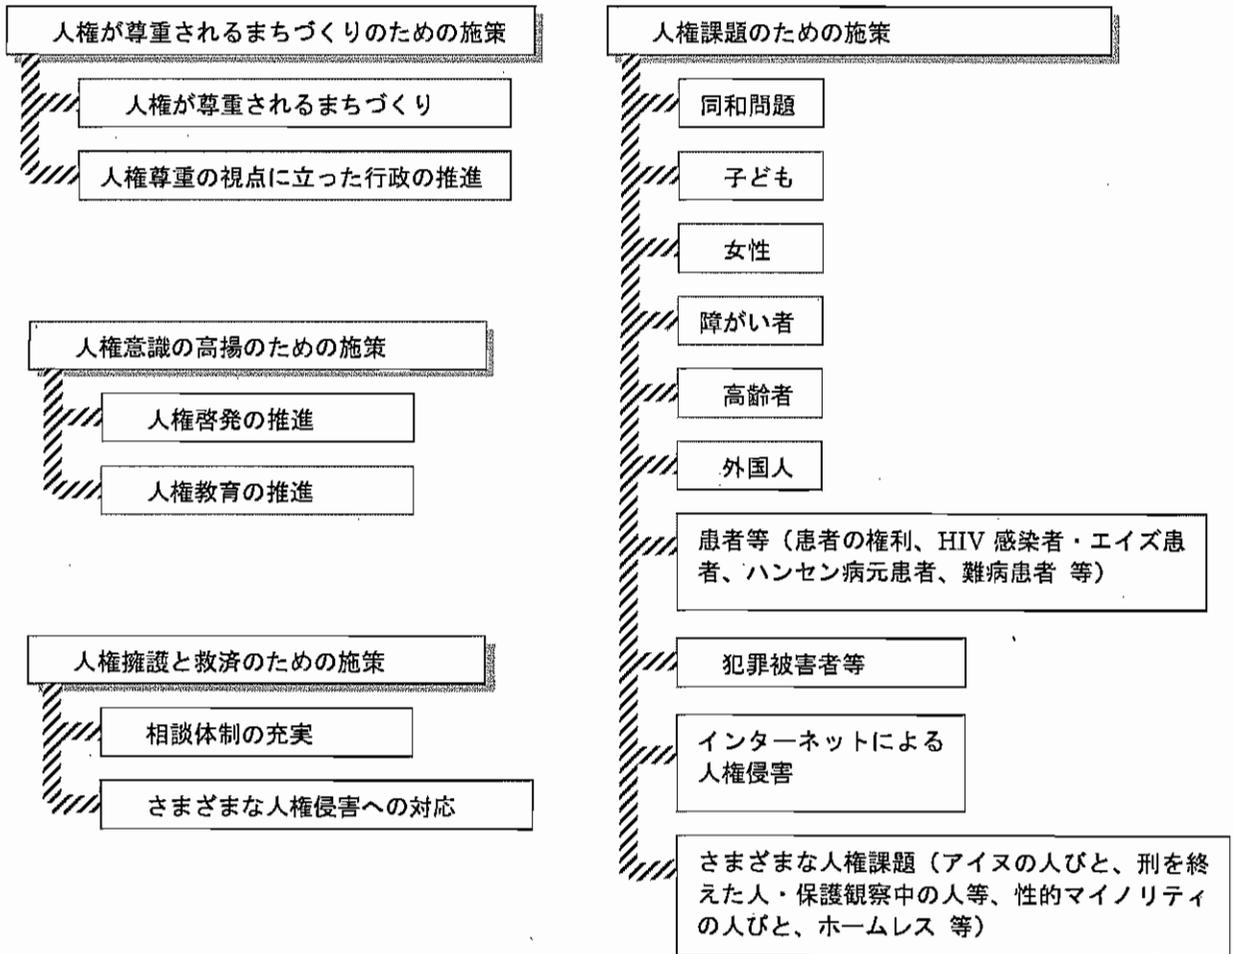 人権が尊重されるまちづくりのための施策
人権が尊重されるまちづくり
人権尊重の視点に立った行政の推進
人権意識の高揚のための施策
人権啓発の推進
人権教育の推進
人権擁護と救済のための施策
相談体制の充実
さまざまな人権侵害への対応
人権課題のための施策
同和問題
子ども
女性
障がい者
高齢者
外国人
患者等（患者の権利、HIV 感染者・エイズ患
者、ハンセン病元患者、難病患者 等）
犯罪被害者等
インターネットによる
人権侵害
さまざまな人権課題（アイヌの人びと、刑を終
えた人・保護観察中の人等、性的マイノリティ
の人びと、ホームレス 等）